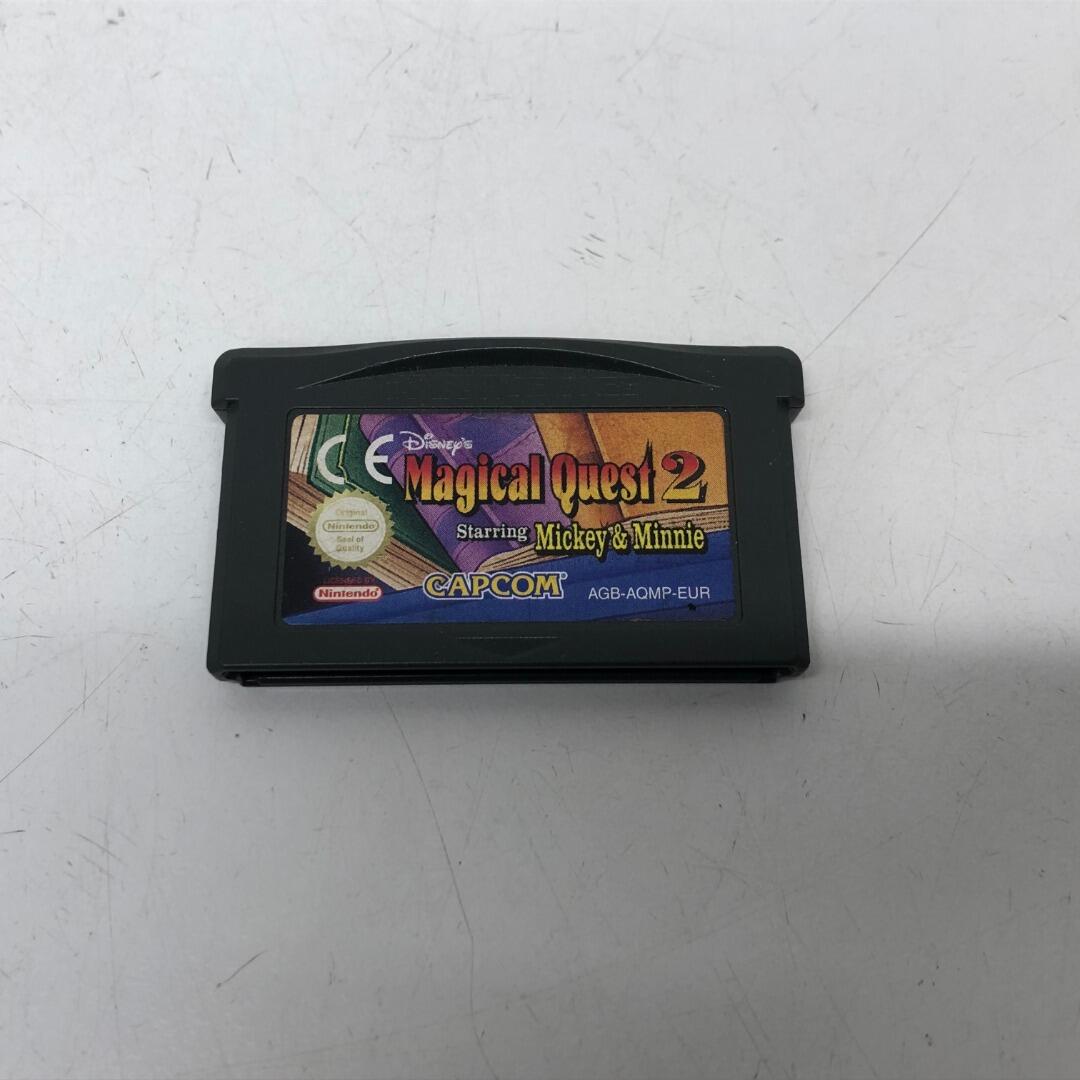 CE
Disney's
Magical Quest 2
Starring Mickey & Minnie
Original
Nintendo
Seal of
Quality
LICENSED BY
Nintendo
CAPCOM
AGB-AQMP-EUR